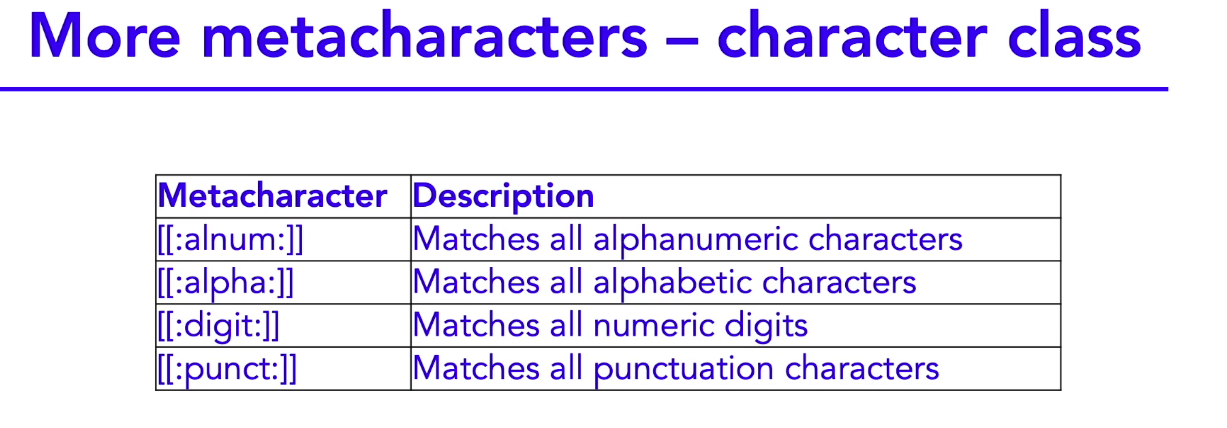 More metacharacters – character class
Metacharacter Description
[[:alnum:]] Matches all alphanumeric characters
[[:alpha:]] Matches all alphabetic characters
[[:digit:]] Matches all numeric digits
[[:punct:]] Matches all punctuation characters